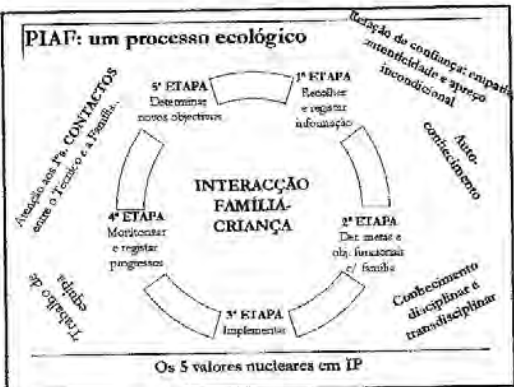 PIAF: um processo ecológico
Relação de confiança: empatia
autenticidade e apreço
incondicional
Auto-
conhecimento
Conhecimento
disciplinar e
transdisciplinar
Atenção aos 1ºs. CONTACTOS
entre o Técnico e a Família..
Trabalho de
equipa
1ª ETAPA
Recolher
e registar
informação
2ª ETAPA
Det. metas e
obj. funcionais
c/ família
3ª ETAPA
Implementar
4ª ETAPA
Monitorizar
e registar
progressos
5ª ETAPA
Determinar
novos objectivos
INTERACÇÃO
FAMÍLIA-
CRIANÇA
Os 5 valores nucleares em IP